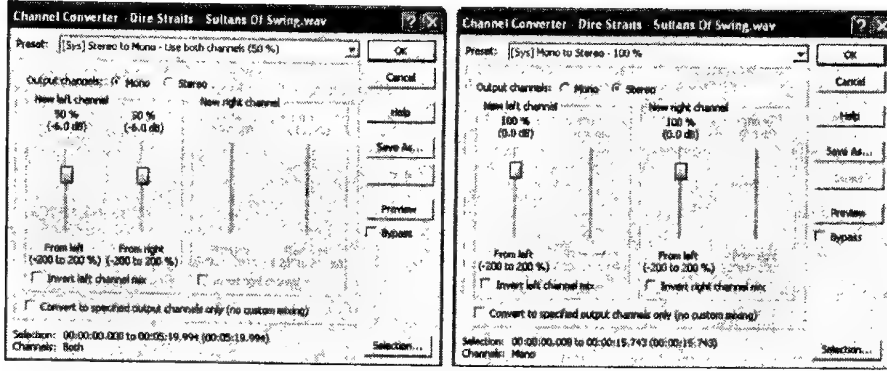 Channel Converter - Dire Straits - Sultans Of Swing.wav
Preset: [Sys] Stereo to Mono - Use both channels (50 %)
OK
Cancel
Output channels: Mono Stereo
New left channel New right channel
50 % 50 %
(-6.0 dB) (-6.0 dB)
Help
Save As...
Preview
Bypass
From left From right
(-200 to 200 %) (-200 to 200 %)
Invert left channel mix
Convert to specified output channels only (no custom mixing)
Selection: 00:00:00.000 to 00:05:19.994 (00:05:19.994)
Channels: Both
Selection...
Channel Converter - Dire Straits - Sultans Of Swing.wav
Preset: [Sys] Mono to Stereo - 100 %
OK
Cancel
Output channels: Mono Stereo
New left channel New right channel
100 % 100 %
(0.0 dB) (0.0 dB)
Help
Save As...
Preview
Bypass
From left From left
(-200 to 200 %) (-200 to 200 %)
Invert left channel mix Invert right channel mix
Convert to specified output channels only (no custom mixing)
Selection: 00:00:00.000 to 00:00:15.743 (00:00:15.743)
Channels: Mono
Selection...